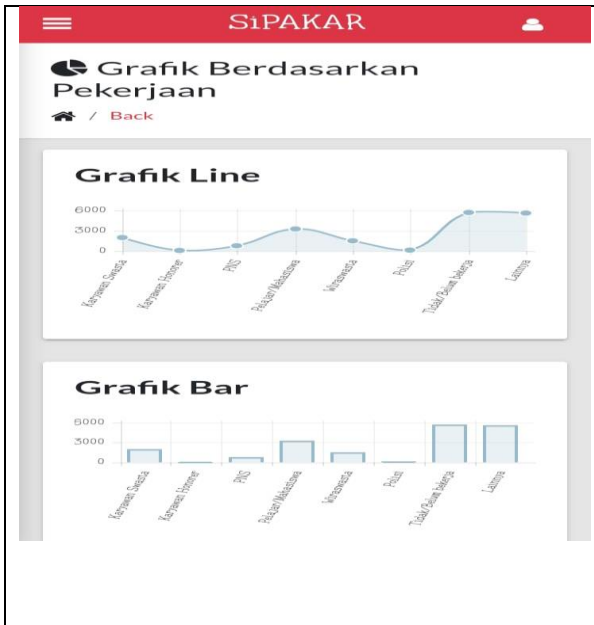 SiPAKAR
Grafik Berdasarkan
Pekerjaan
/ Back
Grafik Line
6000
3000
0
Karyawan Swasta
Karyawan Honorer
PNS
Pelajar/Mahasiswa
Wiraswasta
Polisi
Tidak/Belum bekerja
Lainnya
Grafik Bar
6000
3000
0
Karyawan Swasta
Karyawan Honorer
PNS
Pelajar/Mahasiswa
Wiraswasta
Tidak/Belum bekerja
Lainnya